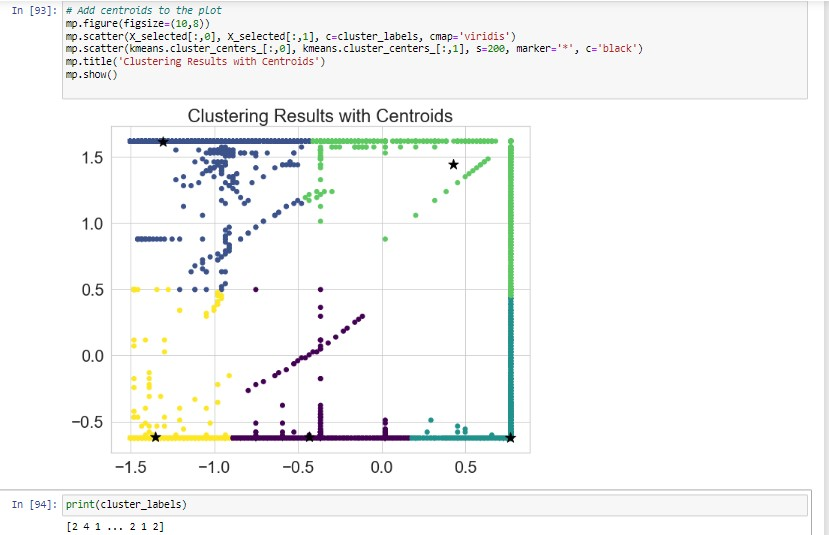 In [93]: # Add centroids to the plot
mp.figure(figsize=(10,8))
mp.scatter(X_selected[:,0], X_selected[:,1], c=cluster_labels, cmap='viridis')
mp.scatter(kmeans.cluster_centers_[:,0], kmeans.cluster_centers_[:,1], s=200, marker='*', c='black')
mp.title('Clustering Results with Centroids')
mp.show()
Clustering Results with Centroids
1.5
1.0
0.5
0.0
−0.5
−1.5 −1.0 −0.5 0.0 0.5
In [94]: print(cluster_labels)
[2 4 1 ... 2 1 2]